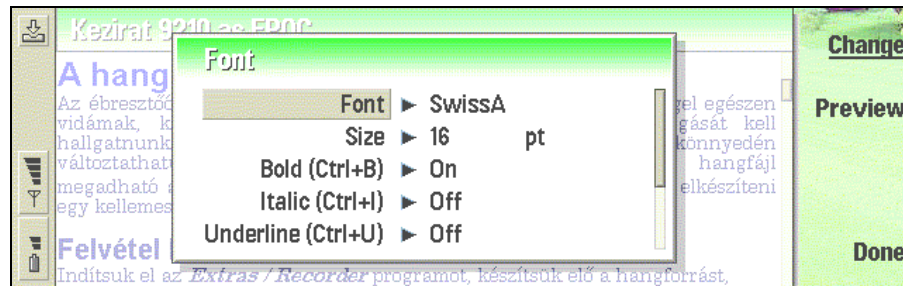 Kezirat 9210 as EPOC
Change
Font
A hang
Font SwissA
Az ébresztőó
gel egészen
Preview
vidámak, k
gását kell
Size 16 pt
hallgatnunk
könnyedén
Bold (Ctrl+B) On
változtathat
hangfájl
megadható
elkészíteni
Italic (Ctrl+I) Off
egy kellemes
Underline (Ctrl+U) Off
Felvétel
Done
Indítsuk el az Extras / Recorder programot, készítsük elő a hangforrást,